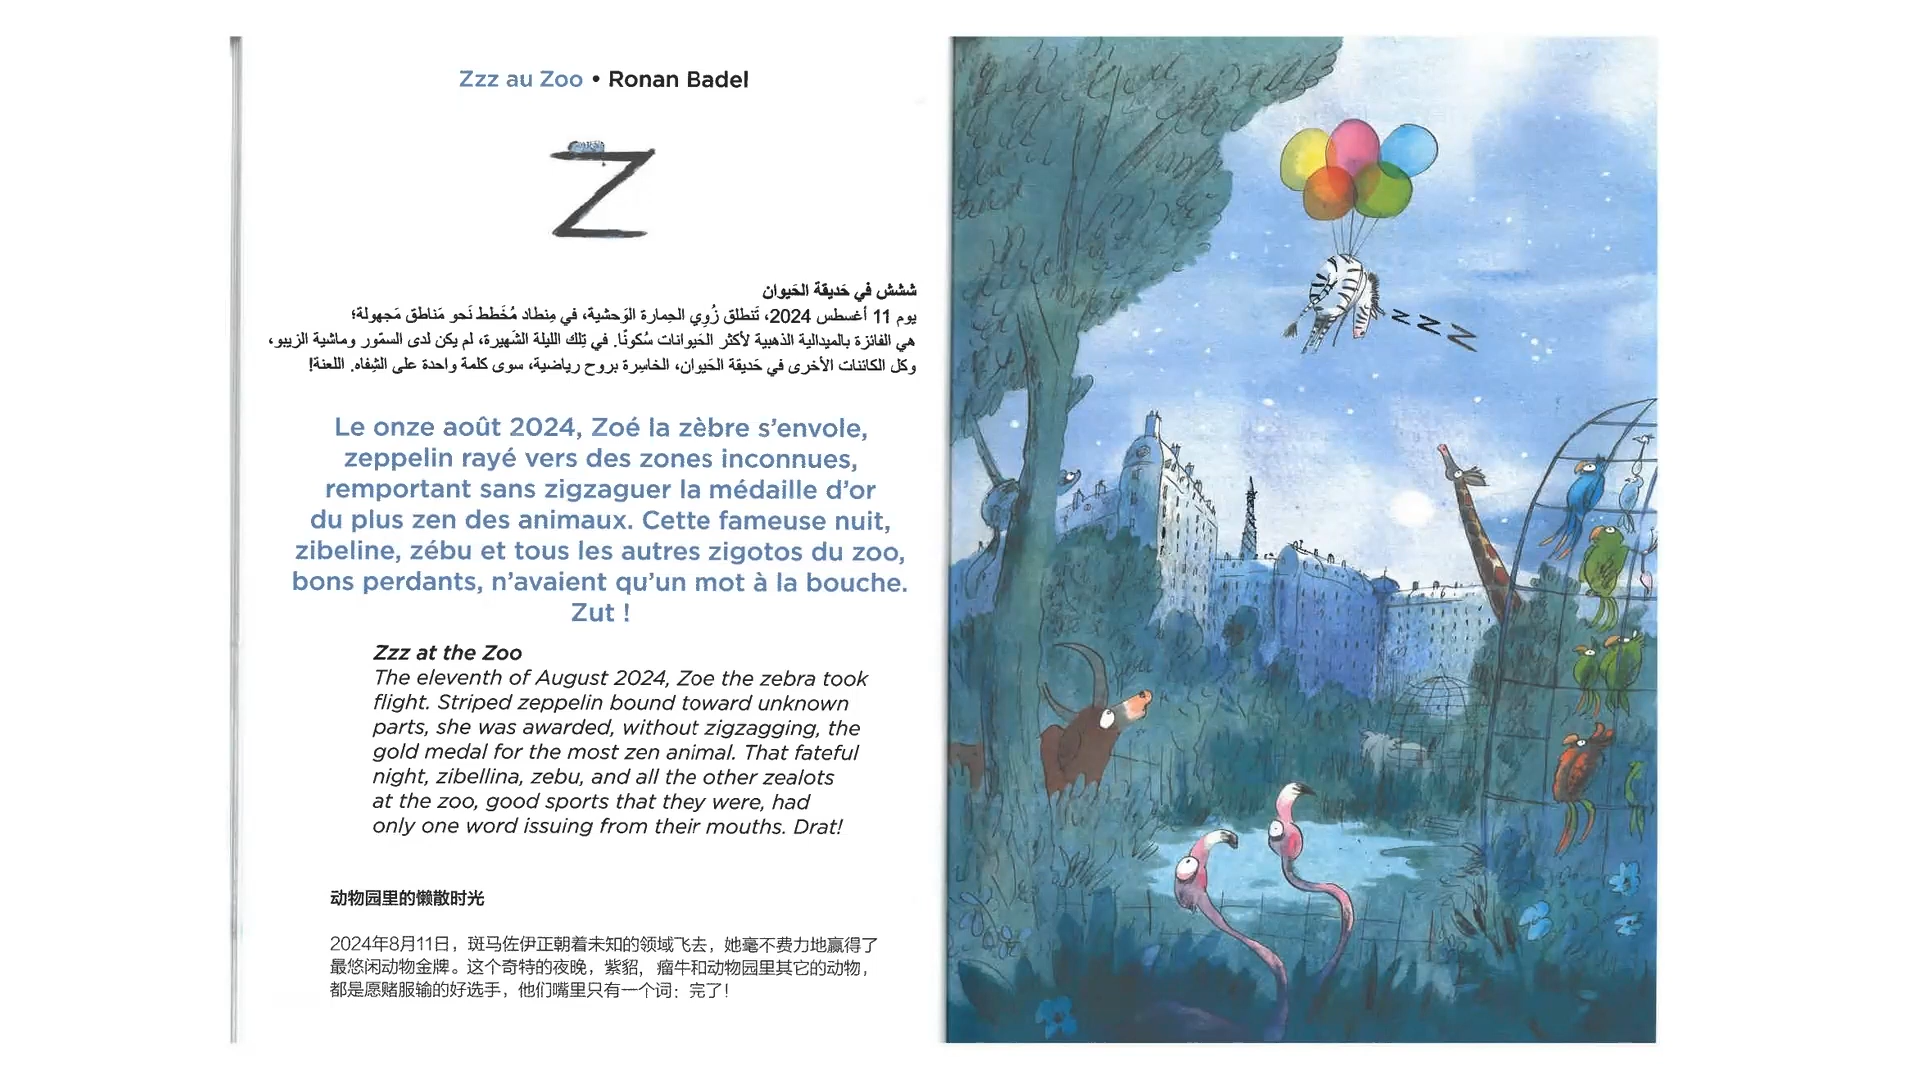 Zzz au Zoo • Ronan Badel
Z
ششش في حَديقة الحَيوان
يوم 11 أغسطس 2024، تَنطلق زُوِي الحِمارة الوَحشية، في مِنطاد مُخَطط نَحو مَناطق مَجهولة؛
هي الفائزة بالميدالية الذهبية لأكثر الحَيوانات سُكونًا. في تِلك الليلة الشَهيرة، لم يكن لدى السمّور وماشية الزيبو،
وكل الكائنات الأخرى في حَديقة الحَيوان، الخاسِرة بروح رياضية، سوى كلمة واحدة على الشِفاه. اللعنة!
Le onze août 2024, Zoé la zèbre s’envole,
zeppelin rayé vers des zones inconnues,
remportant sans zigzaguer la médaille d’or
du plus zen des animaux. Cette fameuse nuit,
zibeline, zébu et tous les autres zigotos du zoo,
bons perdants, n’avaient qu’un mot à la bouche.
Zut !
Zzz at the Zoo
The eleventh of August 2024, Zoe the zebra took
flight. Striped zeppelin bound toward unknown
parts, she was awarded, without zigzagging, the
gold medal for the most zen animal. That fateful
night, zibellina, zebu, and all the other zealots
at the zoo, good sports that they were, had
only one word issuing from their mouths. Drat!
动物园里的懒散时光
2024年8月11日，斑马佐伊正朝着未知的领域飞去，她毫不费力地赢得了
最悠闲动物金牌。这个奇特的夜晚，紫貂，瘤牛和动物园里其它的动物，
都是愿赌服输的好选手，他们嘴里只有一个词：完了！
z z z